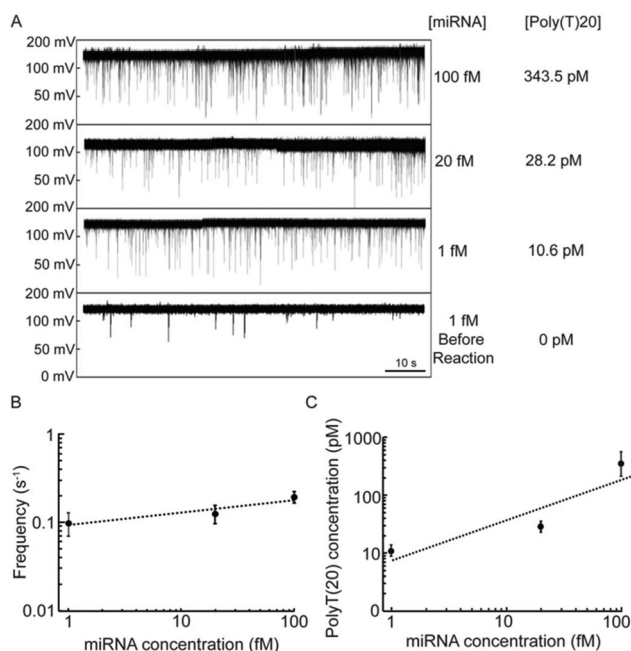 A
[miRNA] [Poly(T)20]
200 mV
100 mV
50 mV
100 fM 343.5 pM
200 mV
100 mV
50 mV
20 fM 28.2 pM
200 mV
100 mV
50 mV
1 fM 10.6 pM
200 mV
100 mV
50 mV
0 mV
10 s
1 fM
Before
Reaction
0 pM
B
Frequency (s-1)
1
0.1
0.01
1 10 100
miRNA concentration (fM)
C
PolyT(20) concentration (pM)
1000
100
10
0
1 10 100
miRNA concentration (fM)